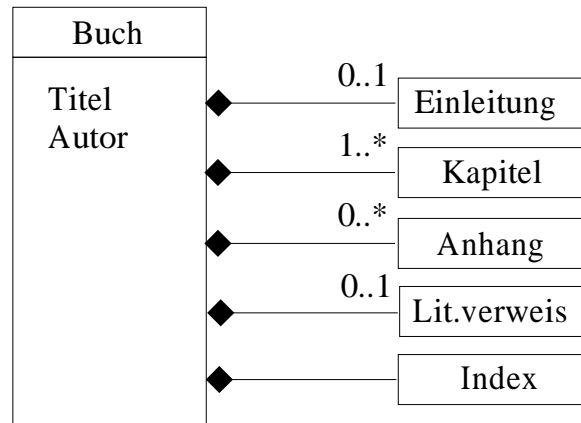 Buch
Titel
Autor
0..1
Einleitung
1..*
Kapitel
0..*
Anhang
0..1
Lit.verweis
Index